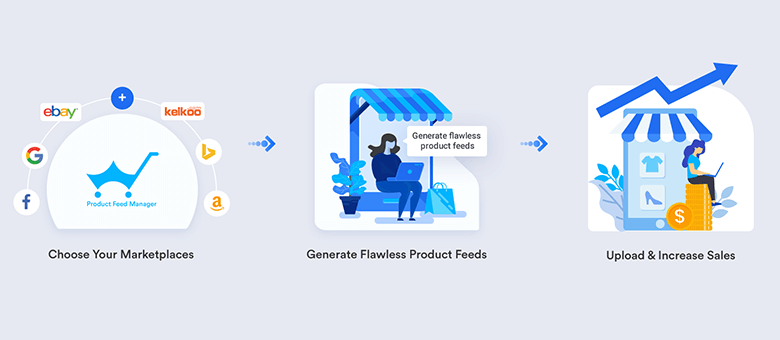 ebay
+
kelkoo
G
b
f
a
Product Feed Manager
Choose Your Marketplaces
Generate flawless
product feeds
Generate Flawless Product Feeds
$
Upload & Increase Sales